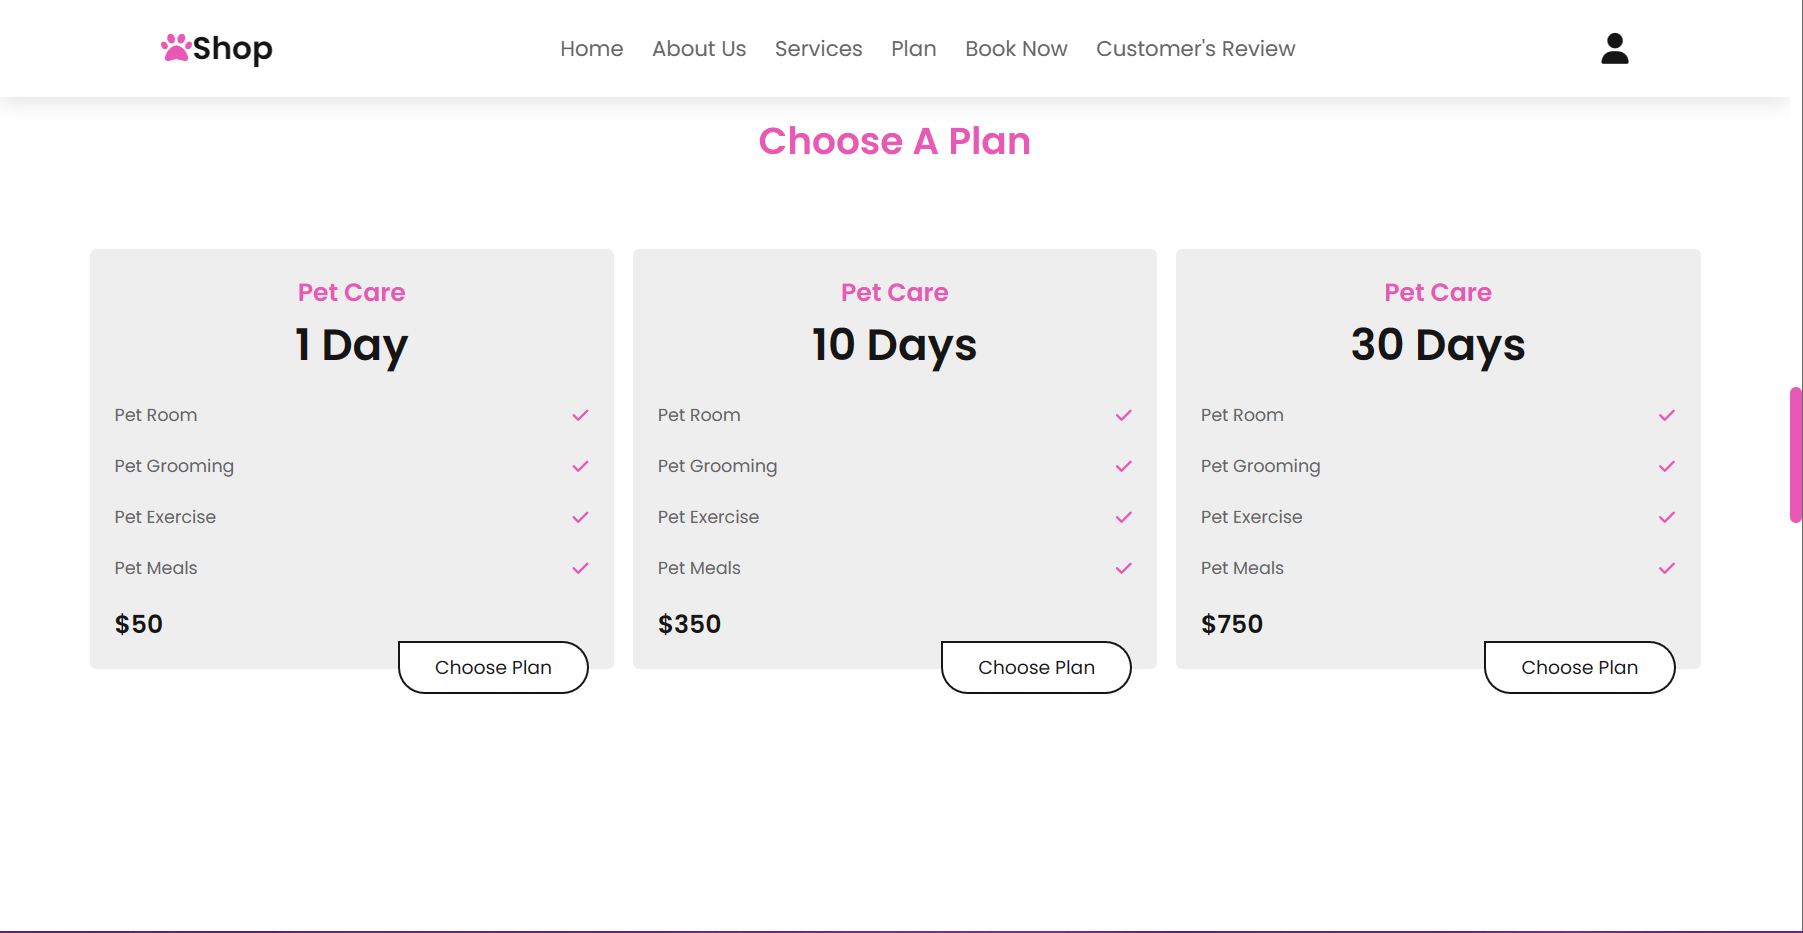 Shop
Home About Us Services Plan Book Now Customer's Review
Choose A Plan
Pet Care
1 Day
Pet Room
Pet Grooming
Pet Exercise
Pet Meals
$50
Choose Plan
Pet Care
10 Days
Pet Room
Pet Grooming
Pet Exercise
Pet Meals
$350
Choose Plan
Pet Care
30 Days
Pet Room
Pet Grooming
Pet Exercise
Pet Meals
$750
Choose Plan